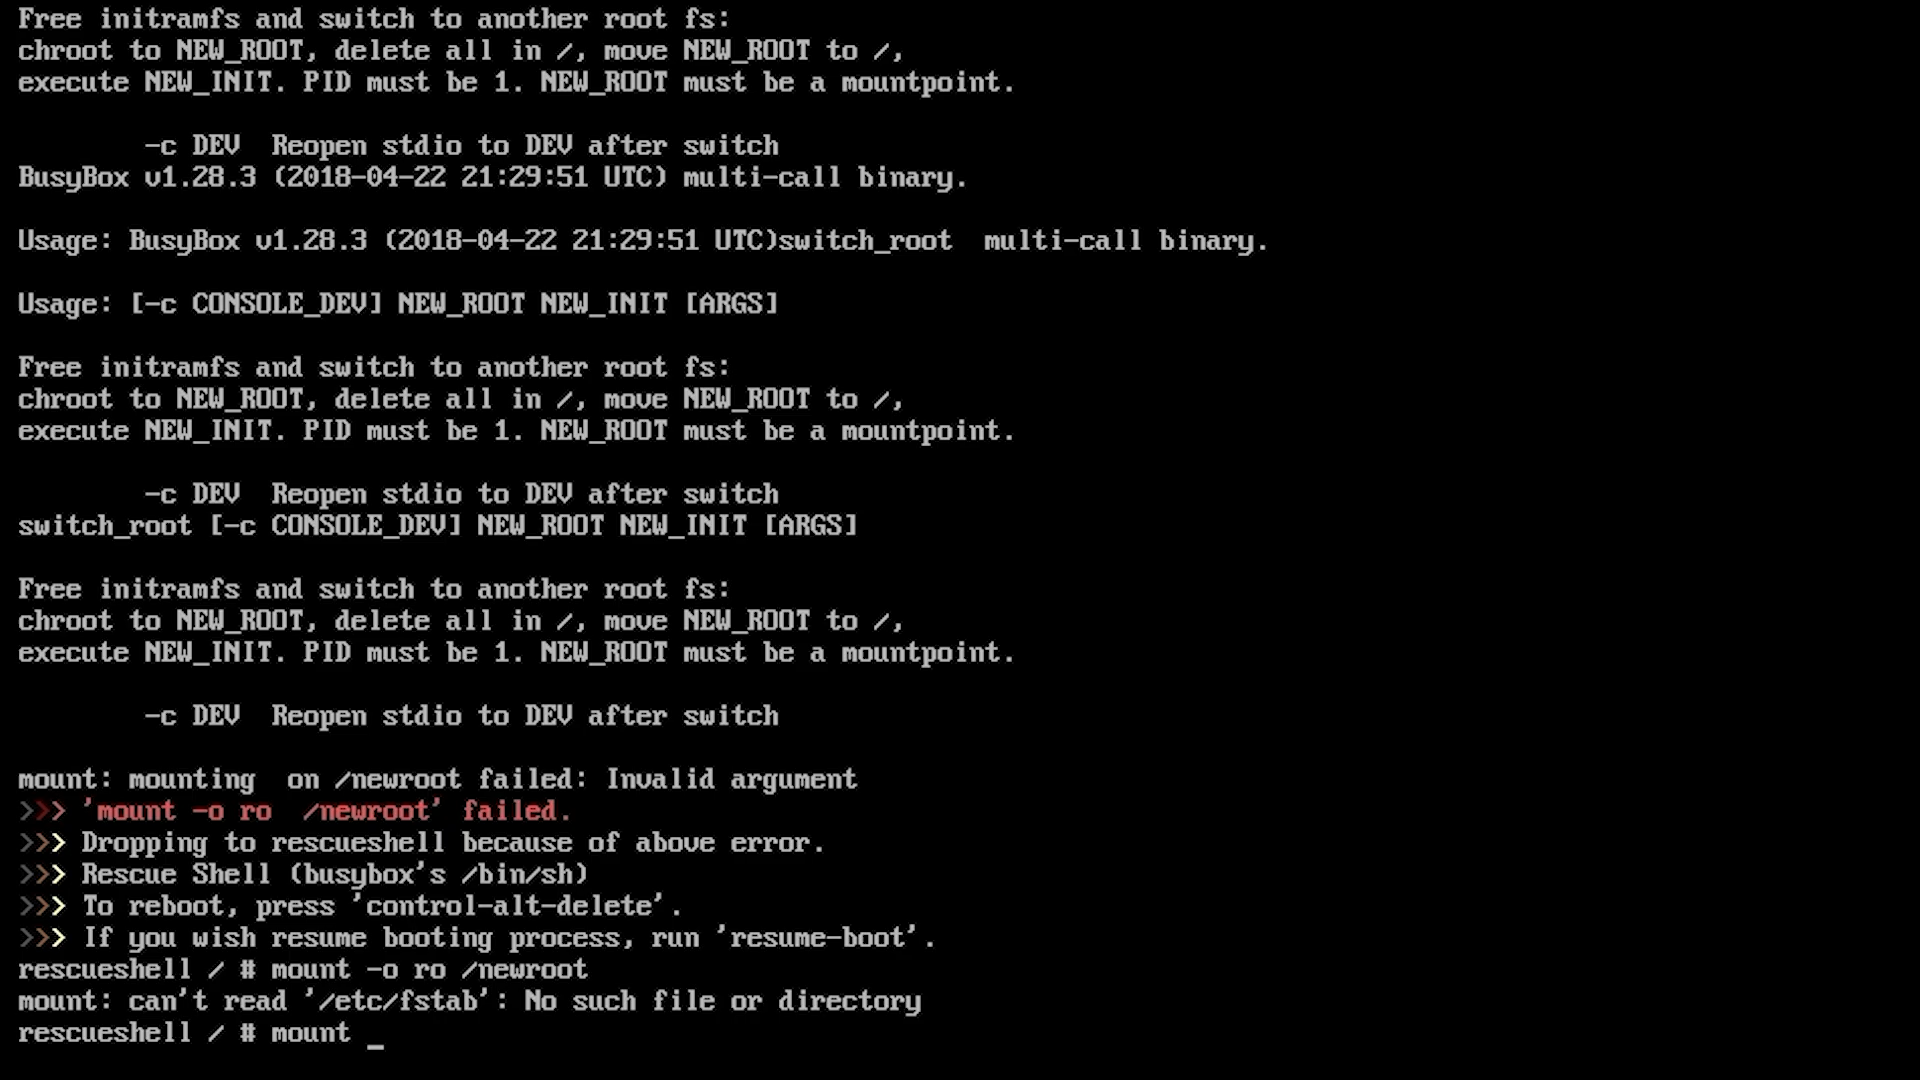 Free initramfs and switch to another root fs:
chroot to NEW_ROOT, delete all in /, move NEW_ROOT to /,
execute NEW_INIT. PID must be 1. NEW_ROOT must be a mountpoint.
-c DEV  Reopen stdio to DEV after switch
BusyBox v1.28.3 (2018-04-22 21:29:51 UTC) multi-call binary.
Usage: BusyBox v1.28.3 (2018-04-22 21:29:51 UTC)switch_root  multi-call binary.
Usage: [-c CONSOLE_DEV] NEW_ROOT NEW_INIT [ARGS]
Free initramfs and switch to another root fs:
chroot to NEW_ROOT, delete all in /, move NEW_ROOT to /,
execute NEW_INIT. PID must be 1. NEW_ROOT must be a mountpoint.
-c DEV  Reopen stdio to DEV after switch
switch_root [-c CONSOLE_DEV] NEW_ROOT NEW_INIT [ARGS]
Free initramfs and switch to another root fs:
chroot to NEW_ROOT, delete all in /, move NEW_ROOT to /,
execute NEW_INIT. PID must be 1. NEW_ROOT must be a mountpoint.
-c DEV  Reopen stdio to DEV after switch
mount: mounting  on /newroot failed: Invalid argument
>>> 'mount -o ro  /newroot' failed.
>>> Dropping to rescueshell because of above error.
>>> Rescue Shell (busybox's /bin/sh)
>>> To reboot, press 'control-alt-delete'.
>>> If you wish resume booting process, run 'resume-boot'.
rescueshell / # mount -o ro /newroot
mount: can't read '/etc/fstab': No such file or directory
rescueshell / # mount _